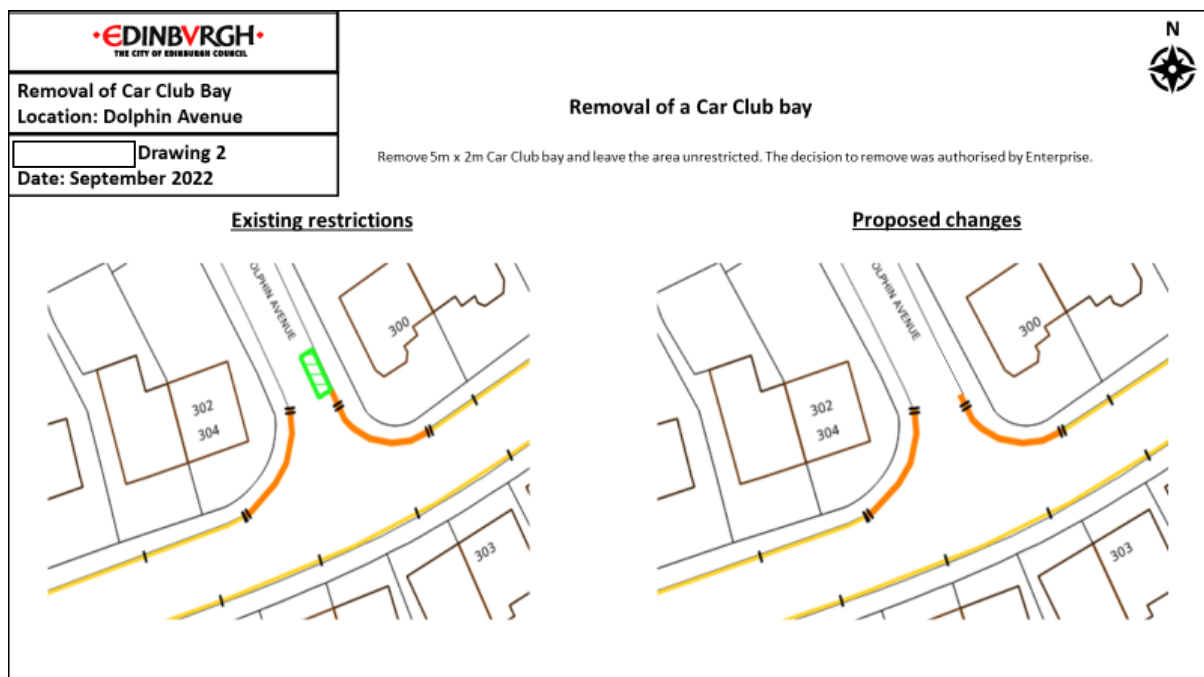 ·EDINBVRGH·
THE CITY OF EDINBURGH COUNCIL
Removal of Car Club Bay
Location: Dolphin Avenue
Drawing 2
Date: September 2022
N
Removal of a Car Club bay
Remove 5m x 2m Car Club bay and leave the area unrestricted. The decision to remove was authorised by Enterprise.
Existing restrictions
OLPHIN AVENUE
300
302
304
303
Proposed changes
OLPHIN AVENUE
300
302
304
303